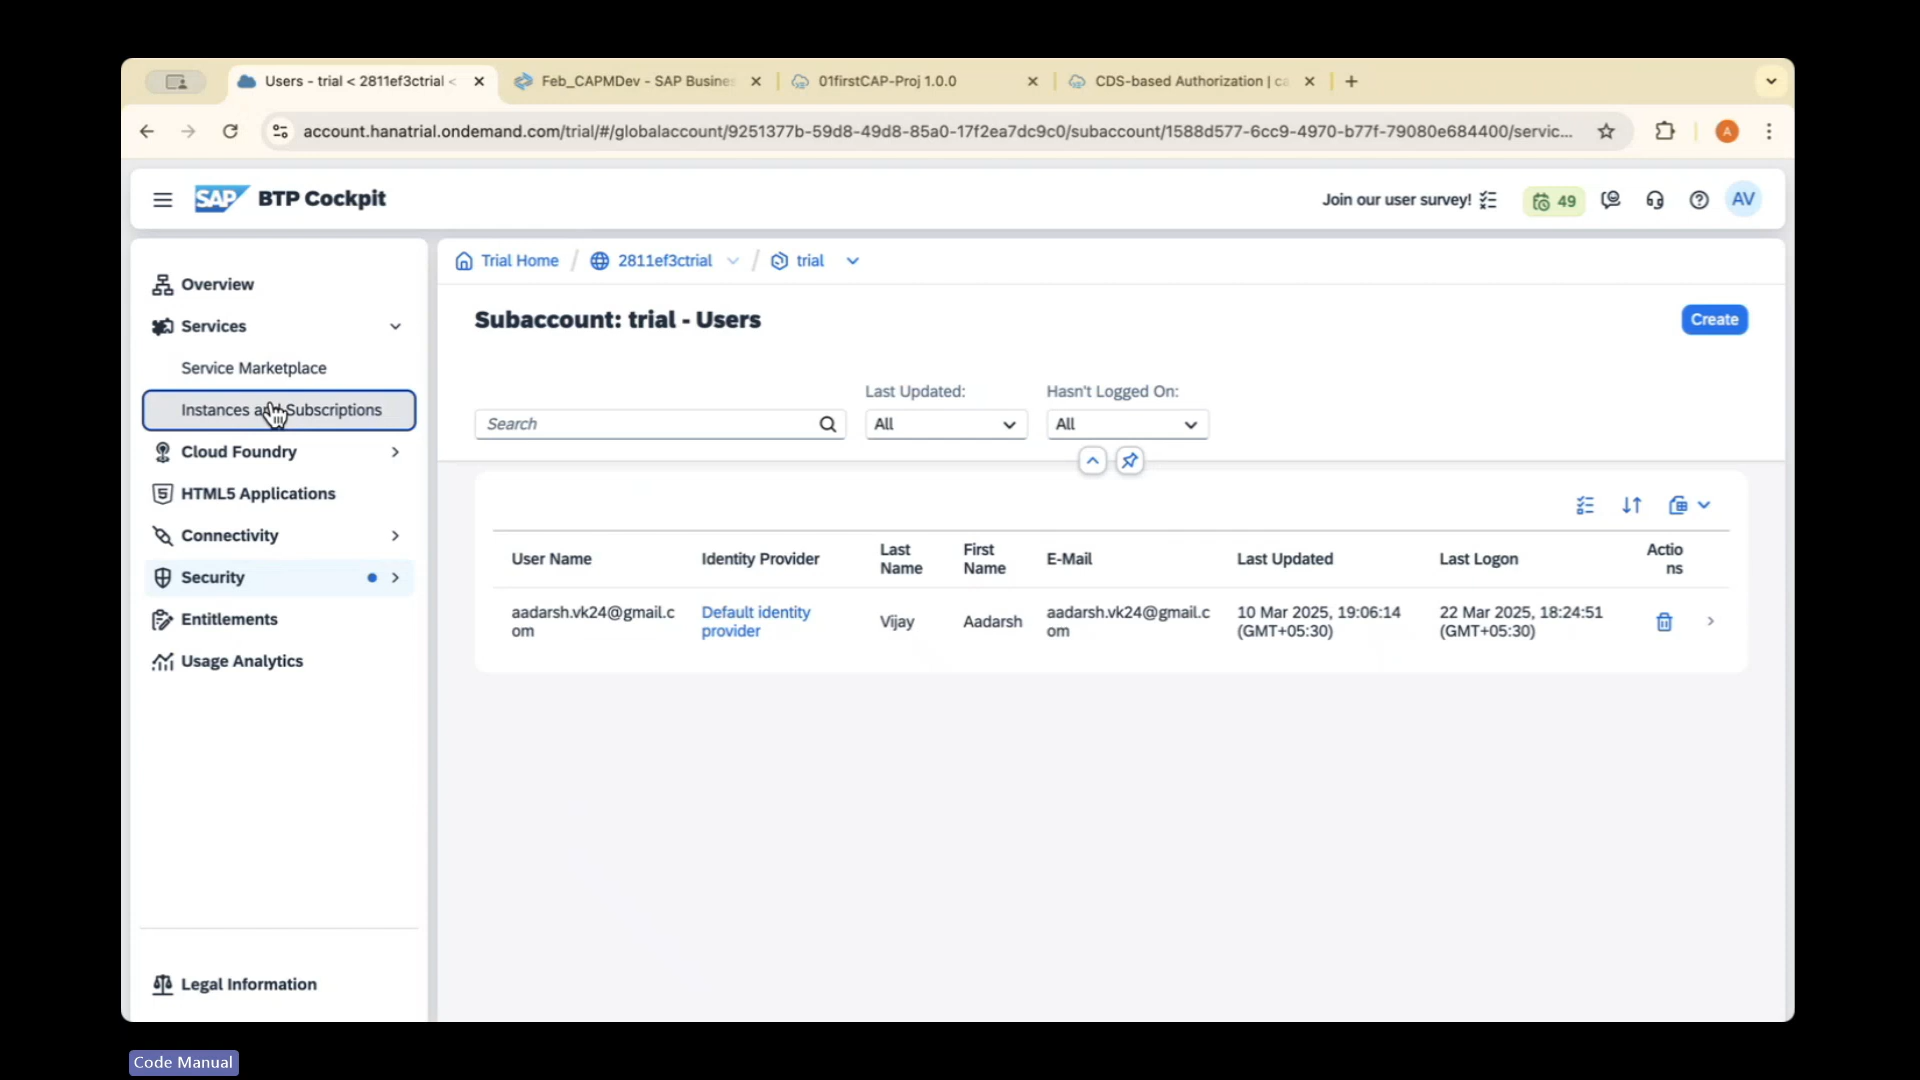 Users - trial < 2811ef3ctrial <
Feb_CAPMDev - SAP Busine
01firstCAP-Proj 1.0.0
CDS-based Authorization | ca
account.hanatrial.ondemand.com/trial/#/globalaccount/9251377b-59d8-49d8-85a0-17f2ea7dc9c0/subaccount/1588d577-6cc9-4970-b77f-79080e684400/servic...
A
SAP BTP Cockpit
Join our user survey!
49
AV
Overview
Services
Service Marketplace
Instances and Subscriptions
Cloud Foundry
HTML5 Applications
Connectivity
Security
Entitlements
Usage Analytics
Legal Information
Trial Home / 2811ef3ctrial / trial
Subaccount: trial - Users
Create
Last Updated:
Hasn't Logged On:
Search
All
All
User Name
Identity Provider
Last
Name
First
Name
E-Mail
Last Updated
Last Logon
Actio
ns
aadarsh.vk24@gmail.c
om
Default identity
provider
Vijay
Aadarsh
aadarsh.vk24@gmail.c
om
10 Mar 2025, 19:06:14
(GMT+05:30)
22 Mar 2025, 18:24:51
(GMT+05:30)
Code Manual